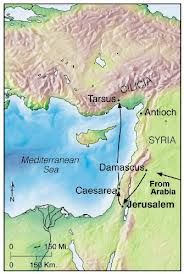 CILICIA
Tarsus
Antioch
SYRIA
Mediterranean
Sea
Damascus
From
Arabia
Caesarea
Jerusalem
N
0 150 Mi.
0 150 Km.